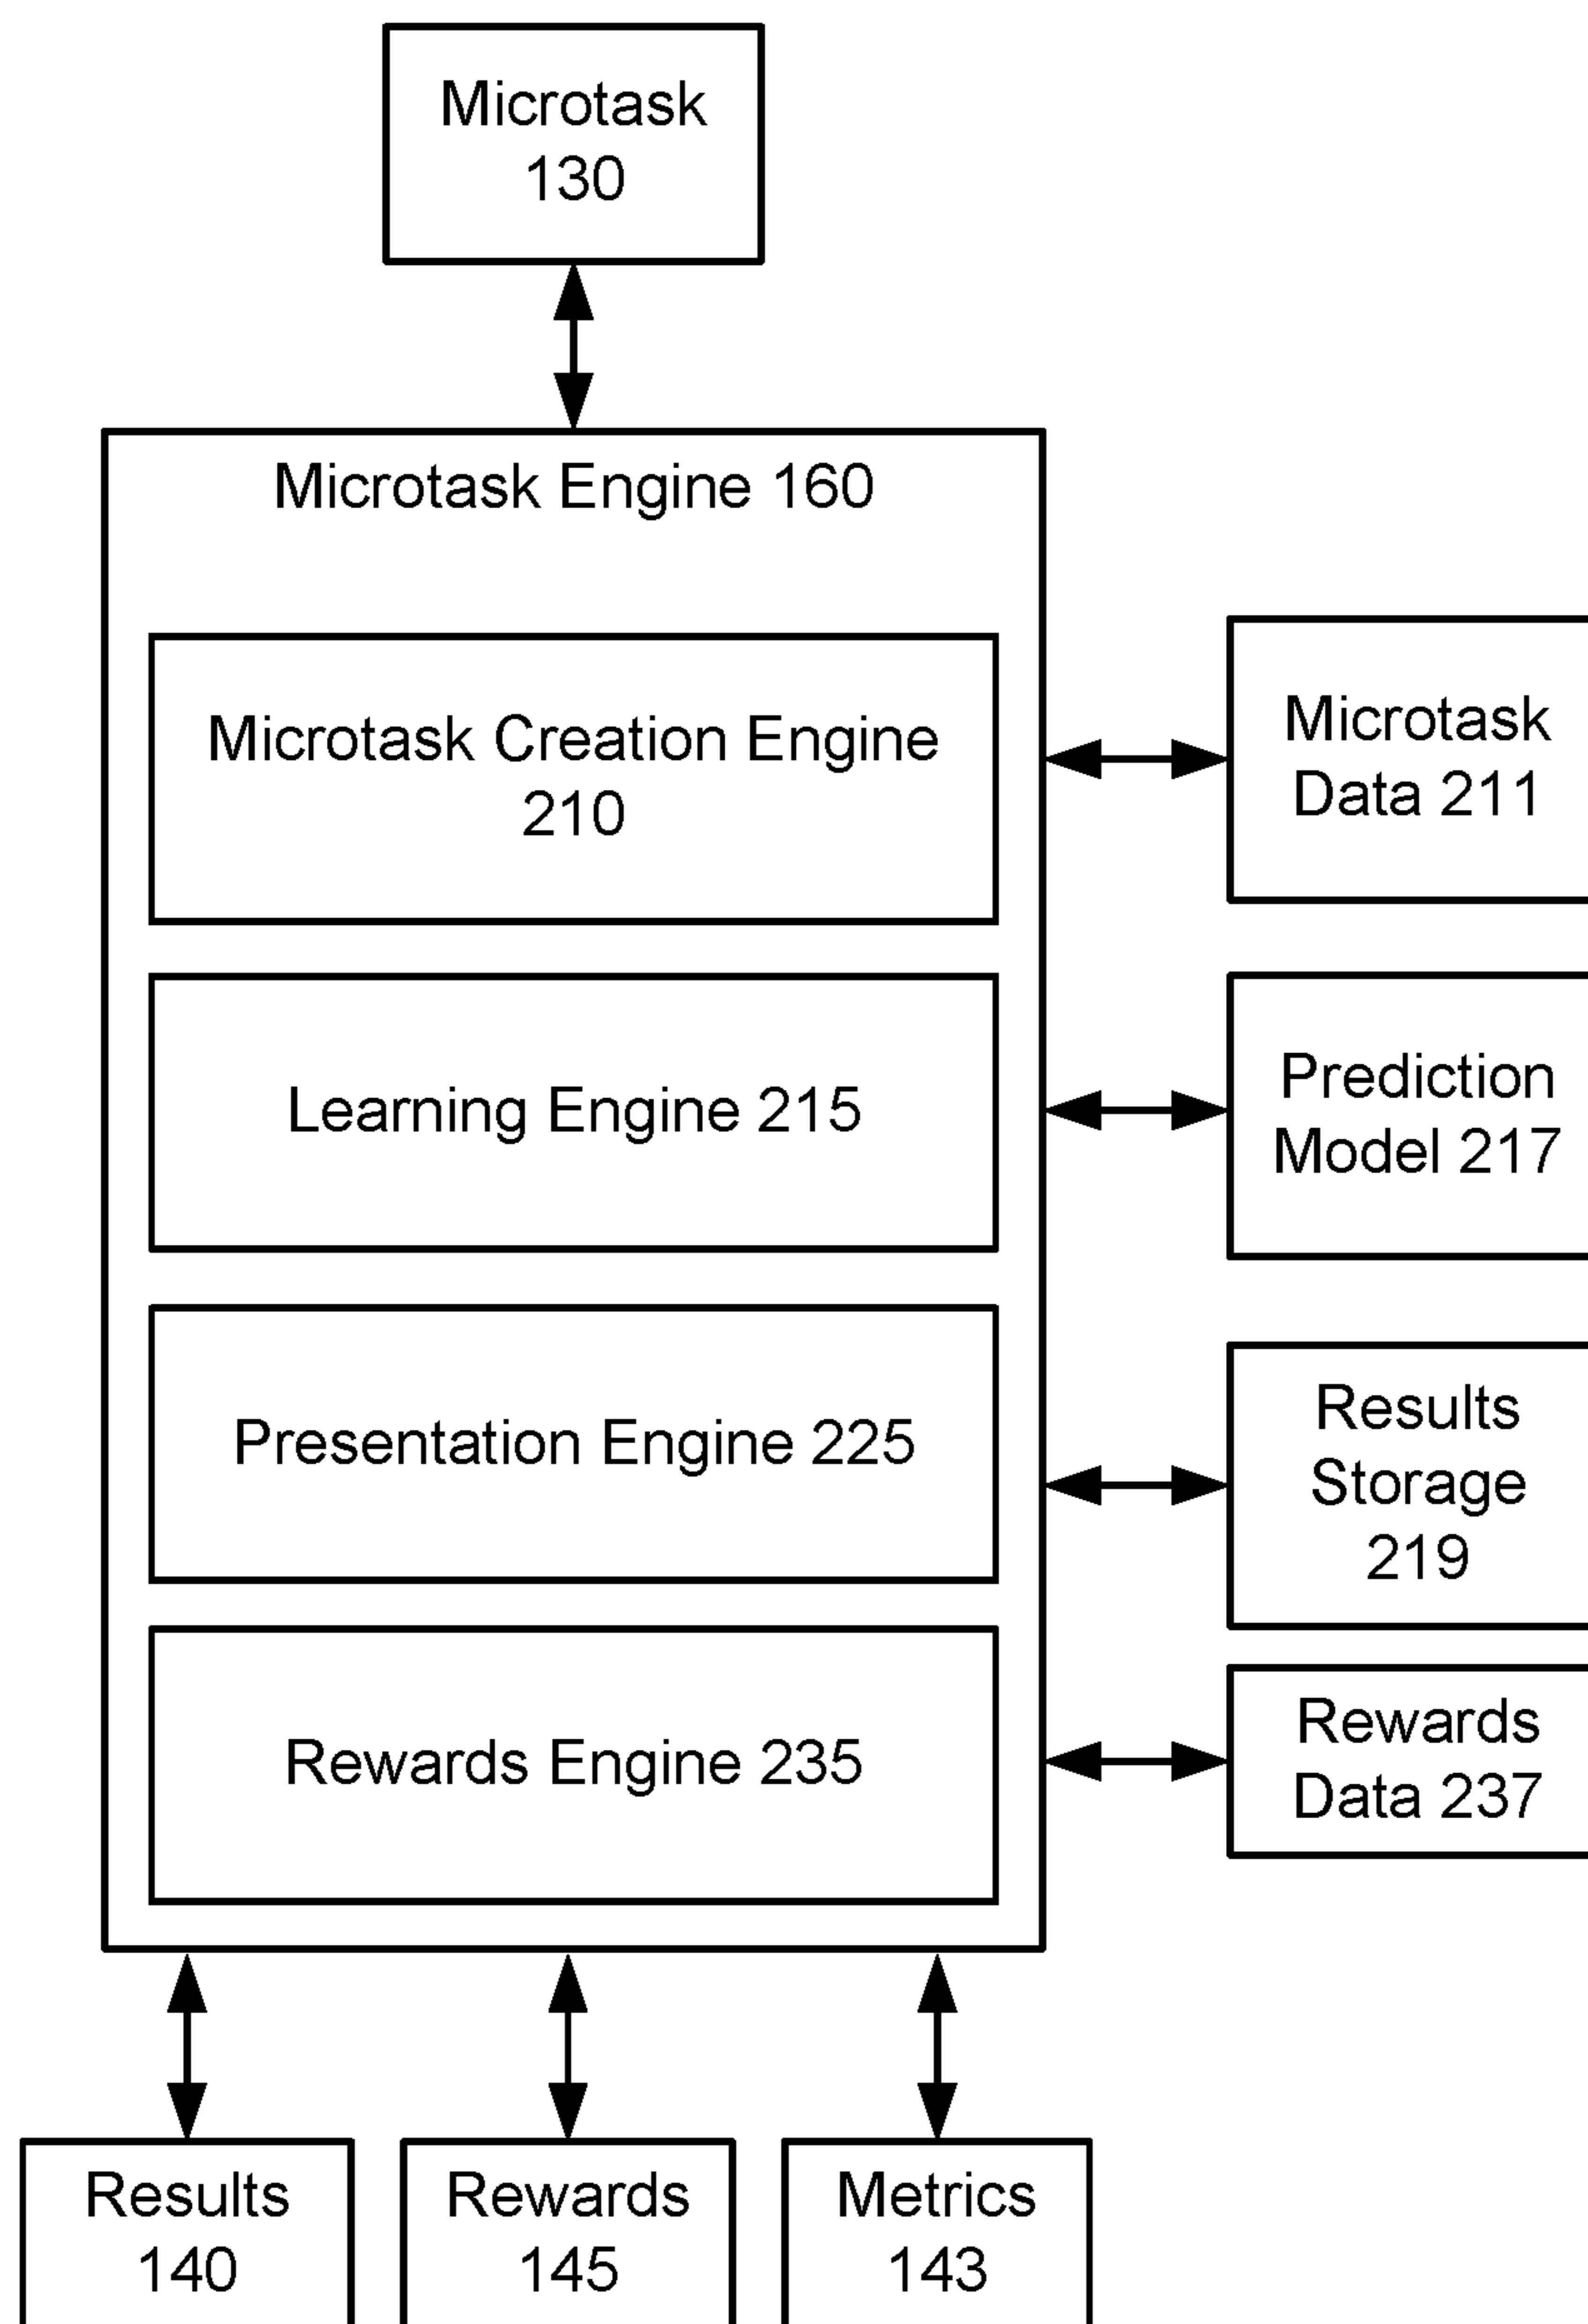 Microtask
130
Microtask Engine 160
Microtask Creation Engine
210
Microtask
Data 211
Learning Engine 215
Prediction
Model 217
Presentation Engine 225
Results
Storage
219
Rewards Engine 235
Rewards
Data 237
Results
140
Rewards
145
Metrics
143